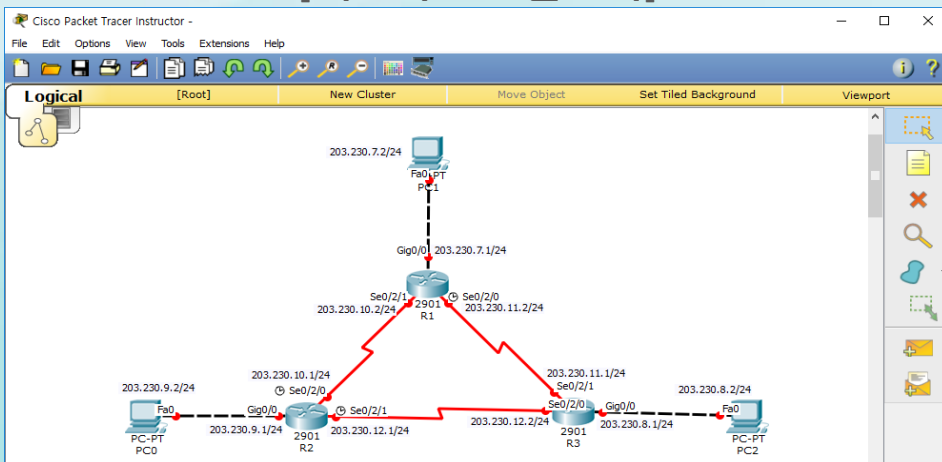 Cisco Packet Tracer Instructor -
File Edit Options View Tools Extensions Help
Logical [Root] New Cluster Move Object Set Tiled Background Viewport
203.230.7.2/24
Fa0 PT
PC1
Gig0/0 203.230.7.1/24
Se0/2/1 Se0/2/0
203.230.10.2/24 2901 203.230.11.2/24
R1
203.230.10.1/24 203.230.11.1/24
Se0/2/0 Se0/2/1
203.230.9.2/24 203.230.8.2/24
Fa0 Gig0/0 Se0/2/1 Se0/2/0 Gig0/0 Fa0
203.230.9.1/24 203.230.12.1/24 203.230.12.2/24 203.230.8.1/24
PC-PT 2901 2901 PC-PT
PC0 R2 R3 PC2